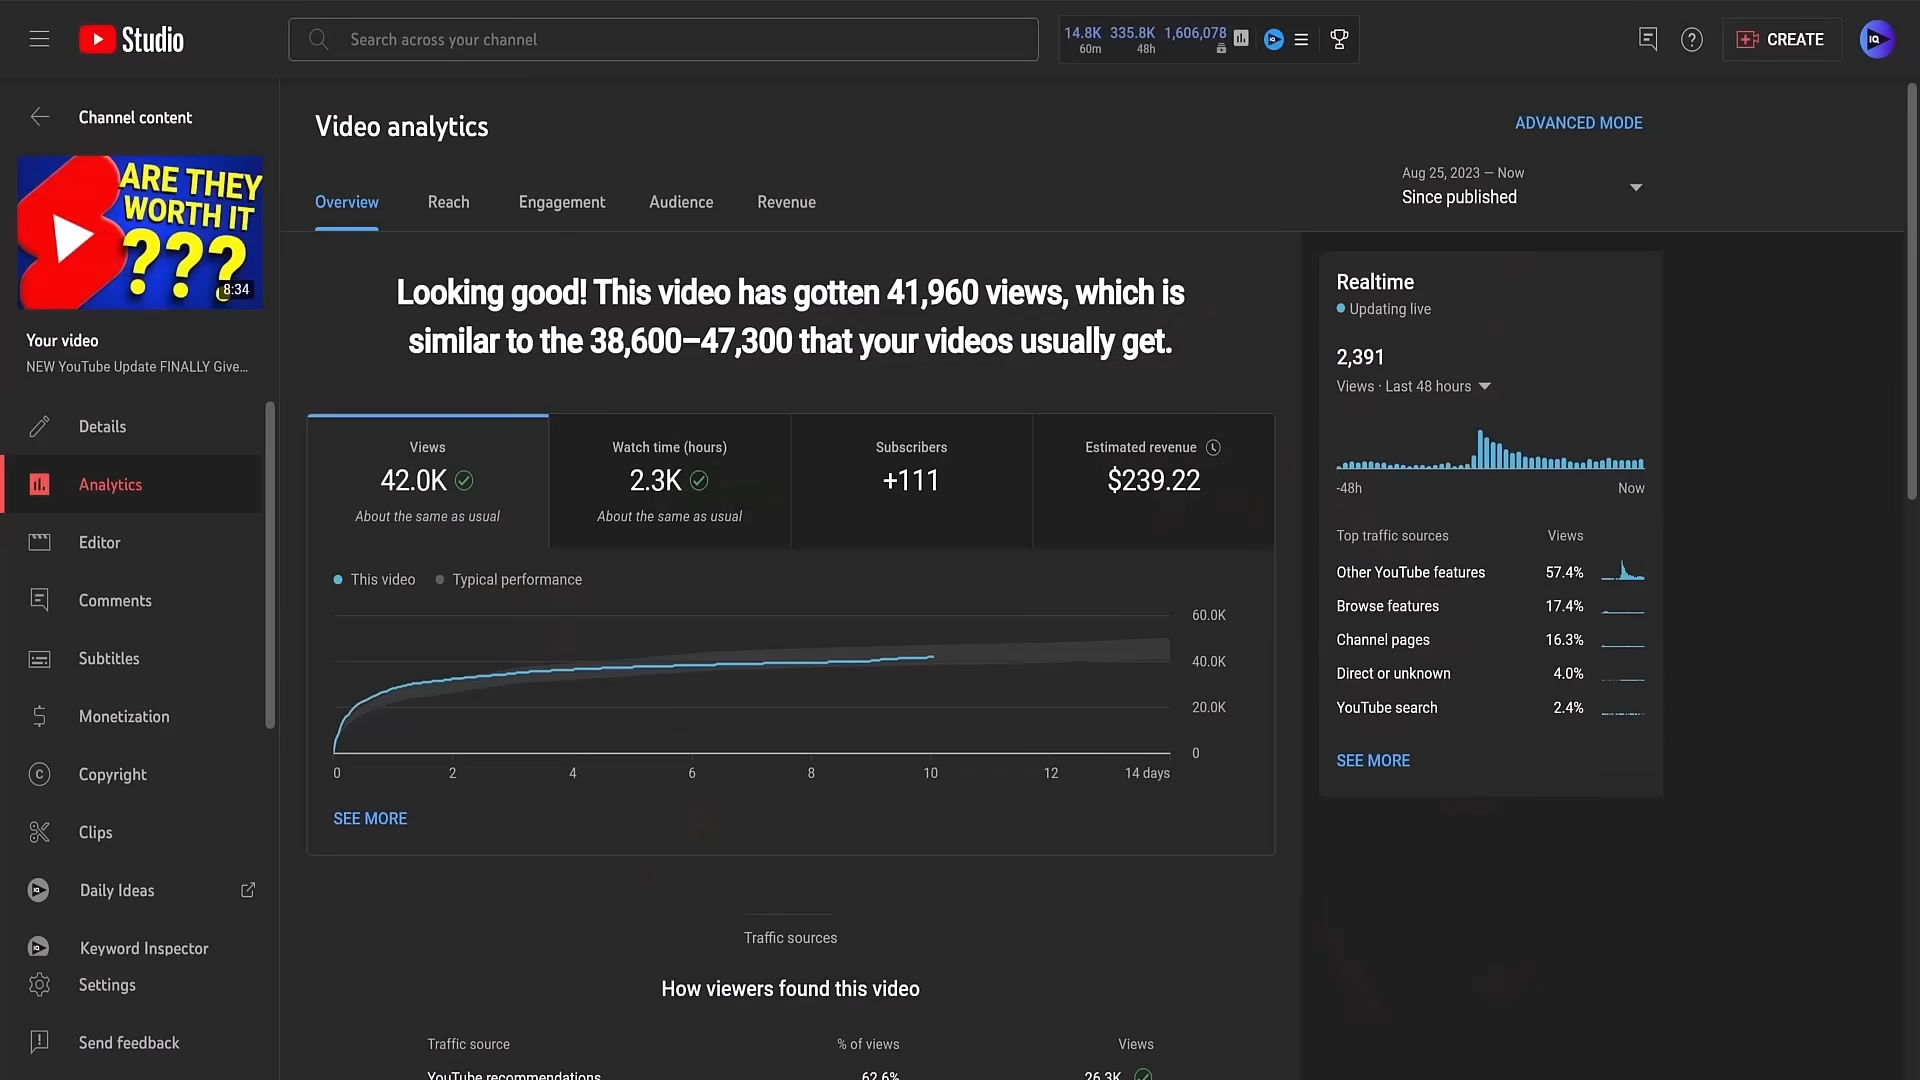 Studio
Search across your channel
14.8K 335.8K 1,606,078
60m 48h
CREATE
IQ
Channel content
ARE THEY
WORTH IT
???
8:34
Your video
NEW YouTube Update FINALLY Give...
Details
Analytics
Editor
Comments
Subtitles
Monetization
Copyright
Clips
Daily Ideas
Keyword Inspector
Settings
Send feedback
Video analytics
ADVANCED MODE
Overview Reach Engagement Audience Revenue
Aug 25, 2023 – Now
Since published
Looking good! This video has gotten 41,960 views, which is
similar to the 38,600–47,300 that your videos usually get.
Views
42.0K
About the same as usual
Watch time (hours)
2.3K
About the same as usual
Subscribers
+111
Estimated revenue
$239.22
This video Typical performance
60.0K
40.0K
20.0K
0
0 2 4 6 8 10 12 14 days
SEE MORE
Traffic sources
How viewers found this video
Traffic source % of views Views
YouTube recommendations 62.6% 26.3K
Realtime
Updating live
2,391
Views · Last 48 hours
-48h Now
Top traffic sources Views
Other YouTube features 57.4%
Browse features 17.4%
Channel pages 16.3%
Direct or unknown 4.0%
YouTube search 2.4%
SEE MORE